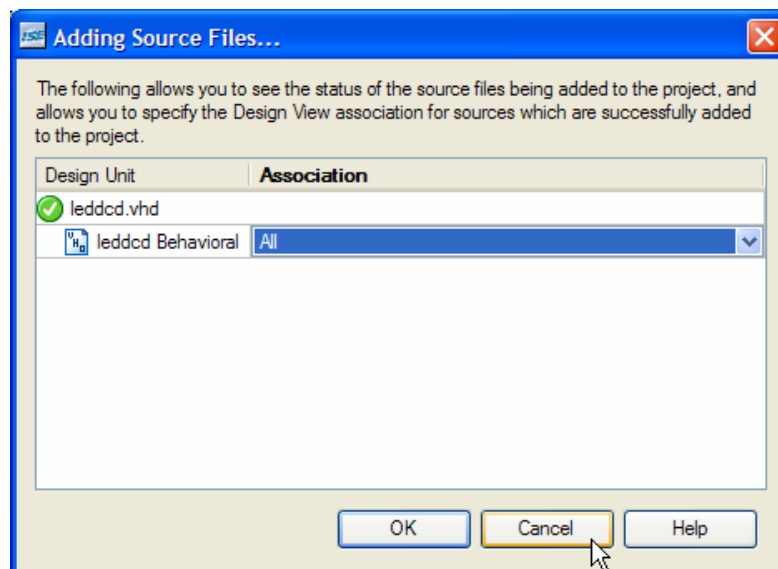 ISE Adding Source Files...
The following allows you to see the status of the source files being added to the project, and
allows you to specify the Design View association for sources which are successfully added
to the project.
Design Unit Association
leddcd.vhd
VHD leddcd Behavioral All
OK Cancel Help